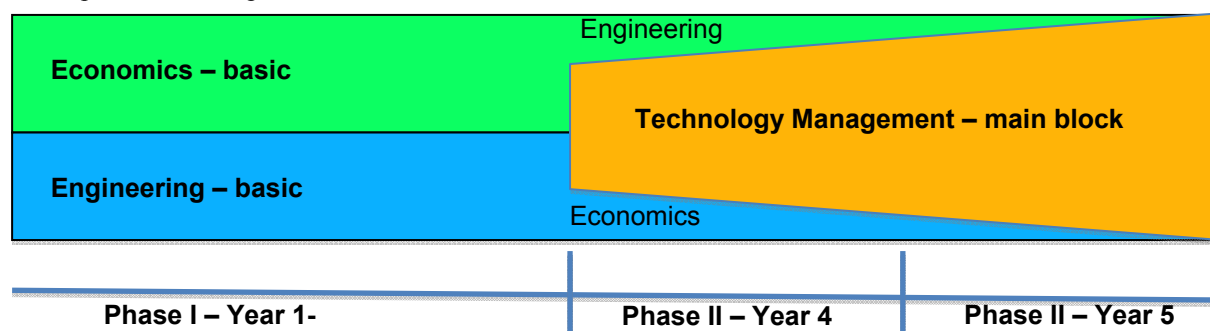 Engineering
Economics – basic
Technology Management – main block
Engineering – basic
Economics
Phase I – Year 1-
Phase II – Year 4
Phase II – Year 5